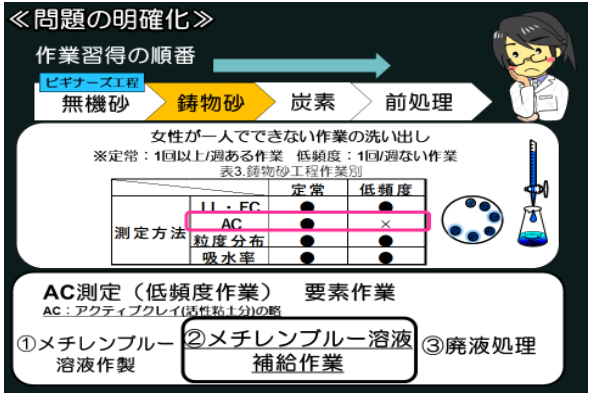 ≪問題の明確化≫
作業習得の順番
ビギナーズ工程
無機砂 鋳物砂 炭素 前処理
女性が一人でできない作業の洗い出し
※定常：1回以上/週ある作業 低頻度：1回/週ない作業
表3.鋳物砂工程作業別
定常 低頻度
測定方法
LL・FC ● ●
AC ● ×
粒度分布 ● ●
吸水率 ● ●
AC測定（低頻度作業） 要素作業
AC：アクティブクレイ(活性粘土分)の略
①メチレンブルー溶液作製
②メチレンブルー溶液補給作業
③廃液処理